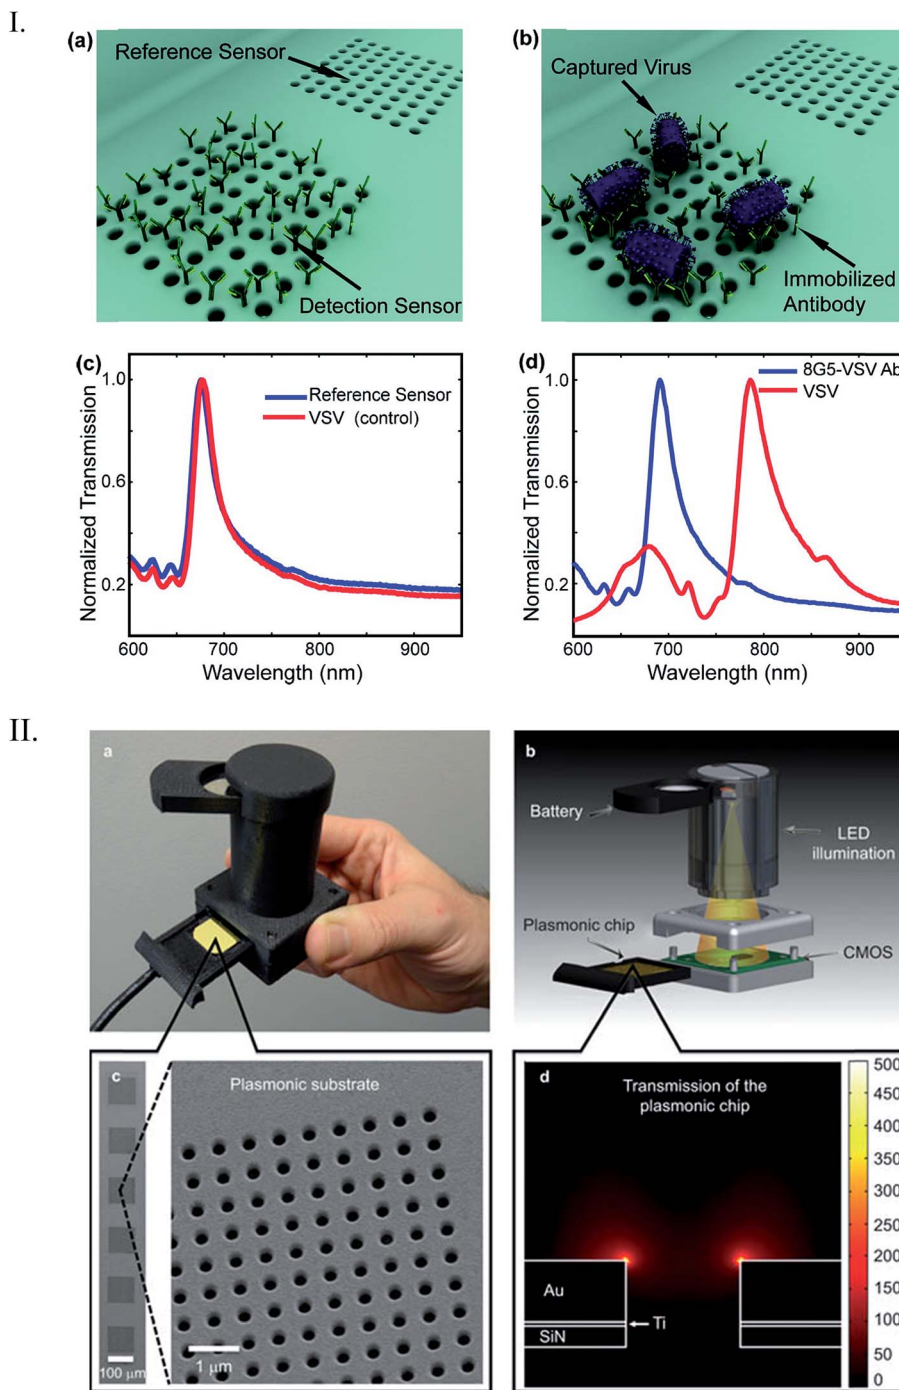 I.
(a)
Reference Sensor
Detection Sensor
(b)
Captured Virus
Immobilized
Antibody
(c)
Normalized Transmission
1.0
0.6
0.2
Reference Sensor
VSV (control)
600
700
800
900
Wavelength (nm)
(d)
Normalized Transmission
1.0
0.6
0.2
8G5-VSV Ab
VSV
600
700
800
900
Wavelength (nm)
II.
a
b
Battery
LED
illumination
Plasmonic chip
CMOS
c
Plasmonic substrate
100 μm
1 μm
d
Transmission of the
plasmonic chip
Au
Ti
SiN
500
450
400
350
300
250
200
150
100
50
0